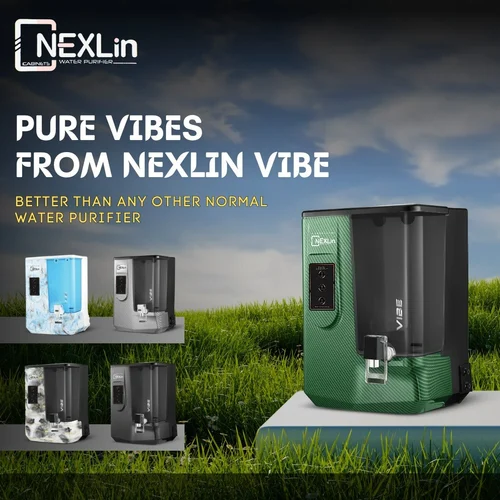 NEXLin
CABINETS WATER PURIFIER
PURE VIBES
FROM NEXLIN VIBE
BETTER THAN ANY OTHER NORMAL
WATER PURIFIER
NEXLin
VIBE